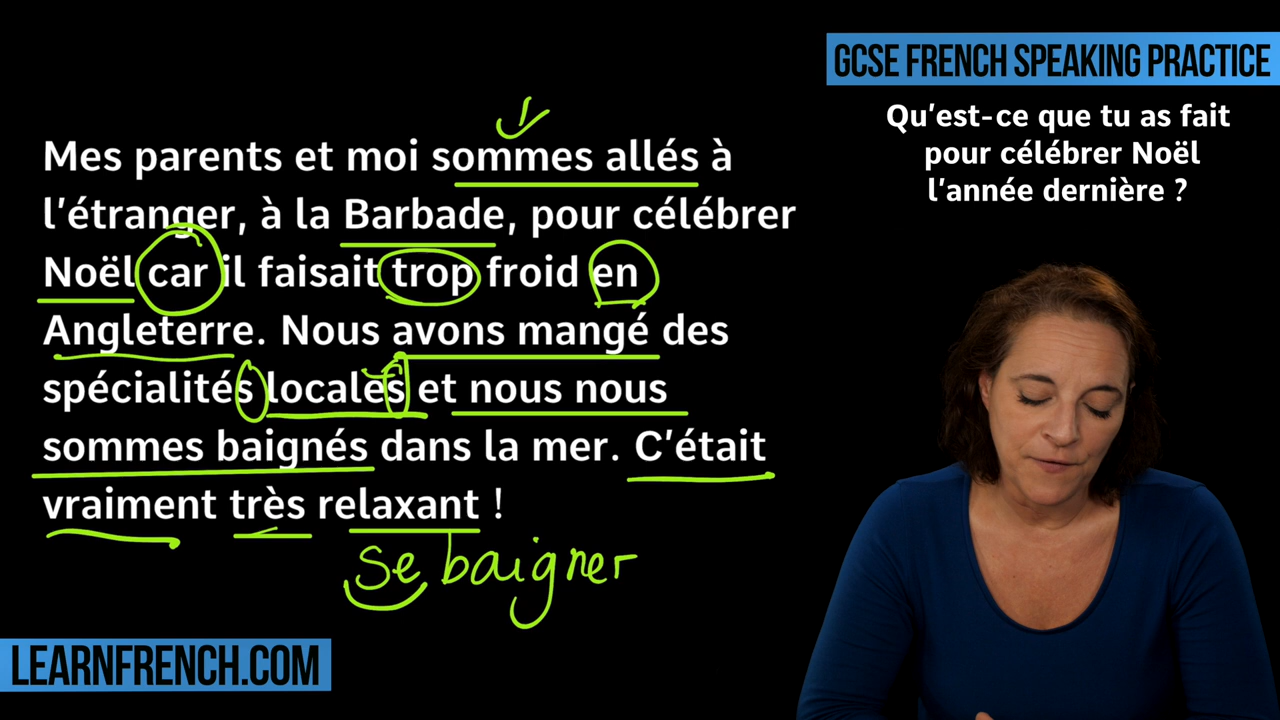 GCSE FRENCH SPEAKING PRACTICE
Qu'est-ce que tu as fait
pour célébrer Noël
l'année dernière ?
Mes parents et moi sommes allés à
l'étranger, à la Barbade, pour célébrer
Noël car il faisait trop froid en
Angleterre. Nous avons mangé des
spécialités locales et nous nous
sommes baignés dans la mer. C'était
vraiment très relaxant !
se baigner
LEARNFRENCH.COM